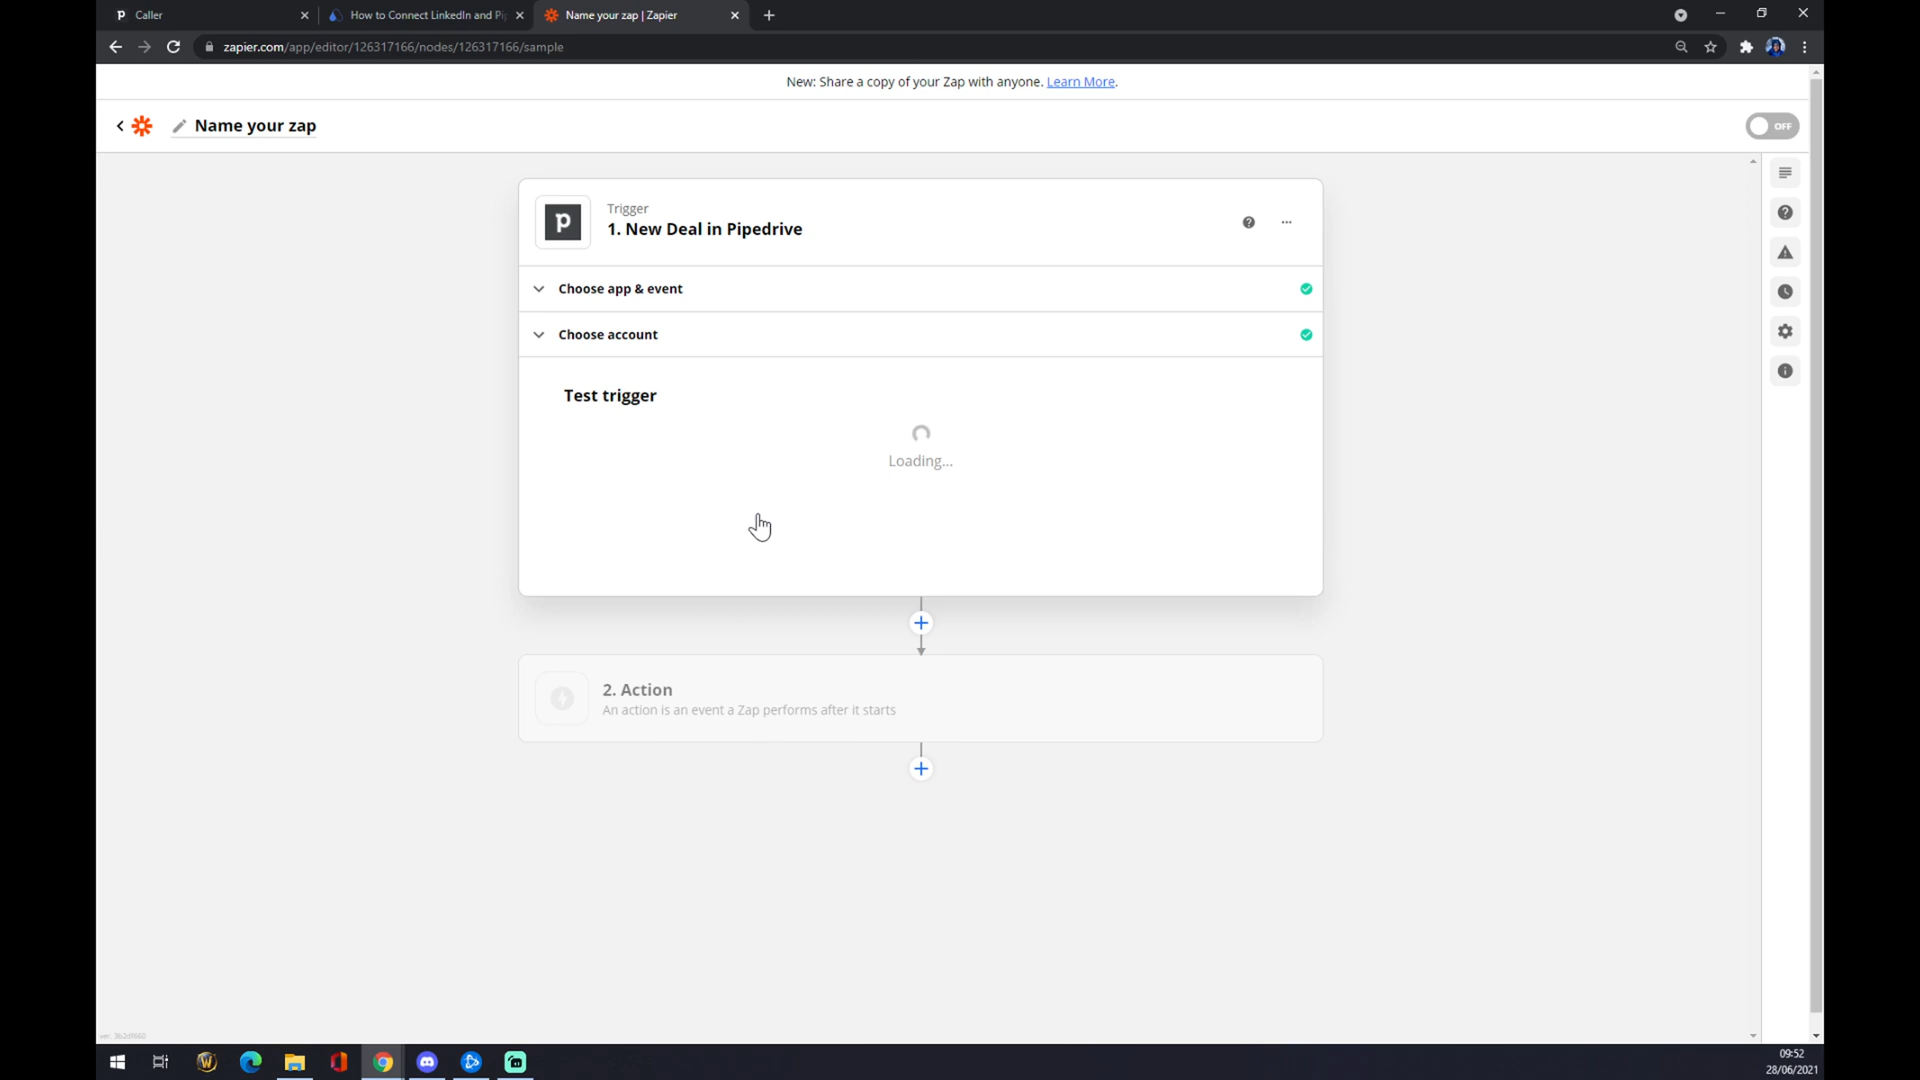 Caller
How to Connect LinkedIn and Pip
Name your zap | Zapier
zapier.com/app/editor/126317166/nodes/126317166/sample
New: Share a copy of your Zap with anyone. Learn More.
Name your zap
OFF
p
Trigger
1. New Deal in Pipedrive
Choose app & event
Choose account
Test trigger
Loading...
2. Action
An action is an event a Zap performs after it starts
09:52
28/06/2021